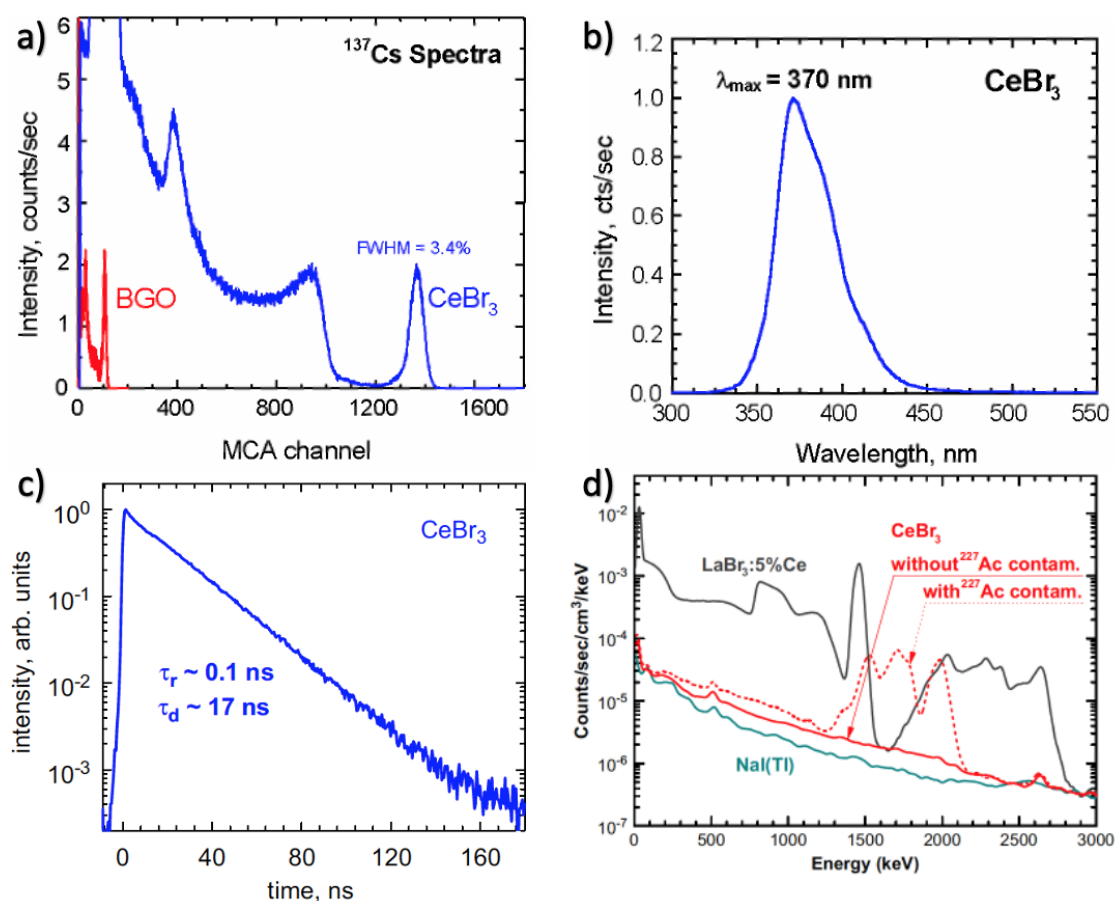 a)
¹³⁷Cs Spectra
6
5
4
3
2
1
0
Intensity, counts/sec
BGO
FWHM = 3.4%
CeBr₃
0 400 800 1200 1600
MCA channel
b)
λmax = 370 nm
CeBr₃
1.2
1.0
0.8
0.6
0.4
0.2
0.0
Intensity, cts/sec
300 350 400 450 500 550
Wavelength, nm
c)
CeBr₃
10⁰
10⁻¹
10⁻²
10⁻³
intensity, arb. units
τr ~ 0.1 ns
τd ~ 17 ns
0 40 80 120 160
time, ns
d)
10⁻²
10⁻³
10⁻⁴
10⁻⁵
10⁻⁶
10⁻⁷
Counts/sec/cm³/keV
CeBr₃
LaBr₃:5%Ce
without ²²⁷Ac contam.
with ²²⁷Ac contam.
NaI(Tl)
0 500 1000 1500 2000 2500 3000
Energy (keV)